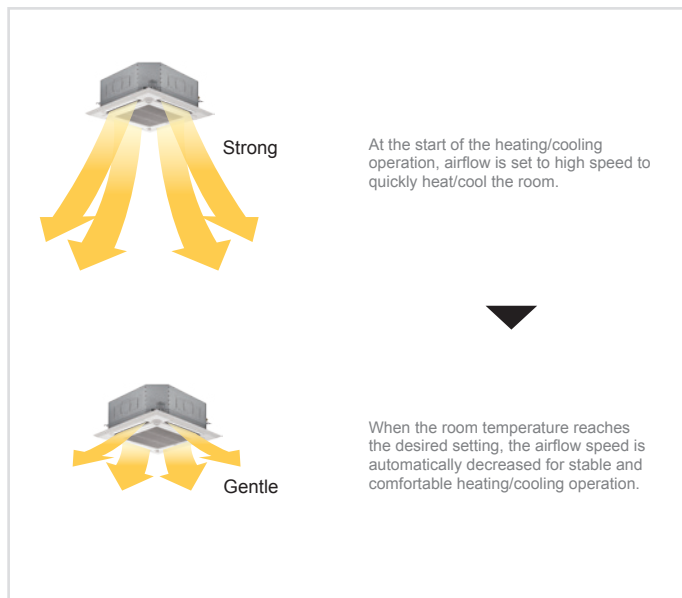 Strong
At the start of the heating/cooling
operation, airflow is set to high speed to
quickly heat/cool the room.
When the room temperature reaches
the desired setting, the airflow speed is
automatically decreased for stable and
comfortable heating/cooling operation.
Gentle